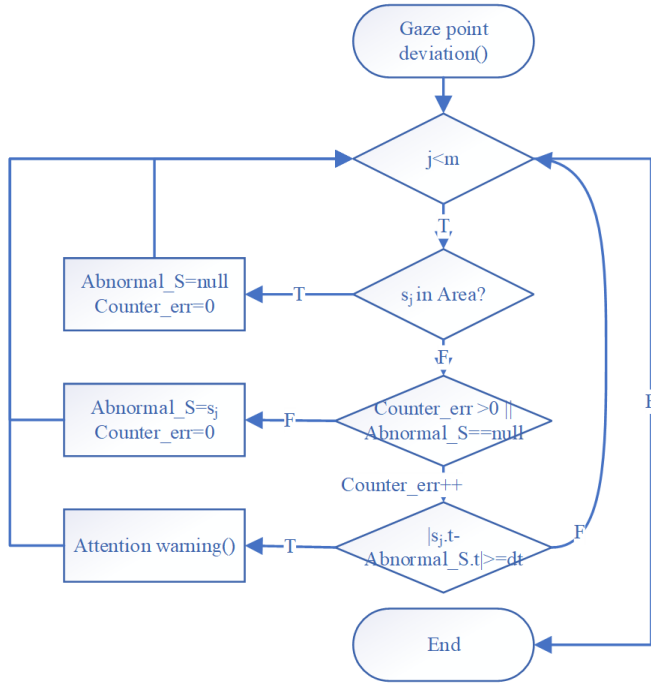 Gaze point
deviation()
j<m
T
Abnormal_S=null
Counter_err=0
T
sⱼ in Area?
F
Abnormal_S=sⱼ
Counter_err=0
F
Counter_err >0 ||
Abnormal_S==null
F
Counter_err++
Attention warning()
T
|sⱼ.t-
Abnormal_S.t|>=dt
F
End